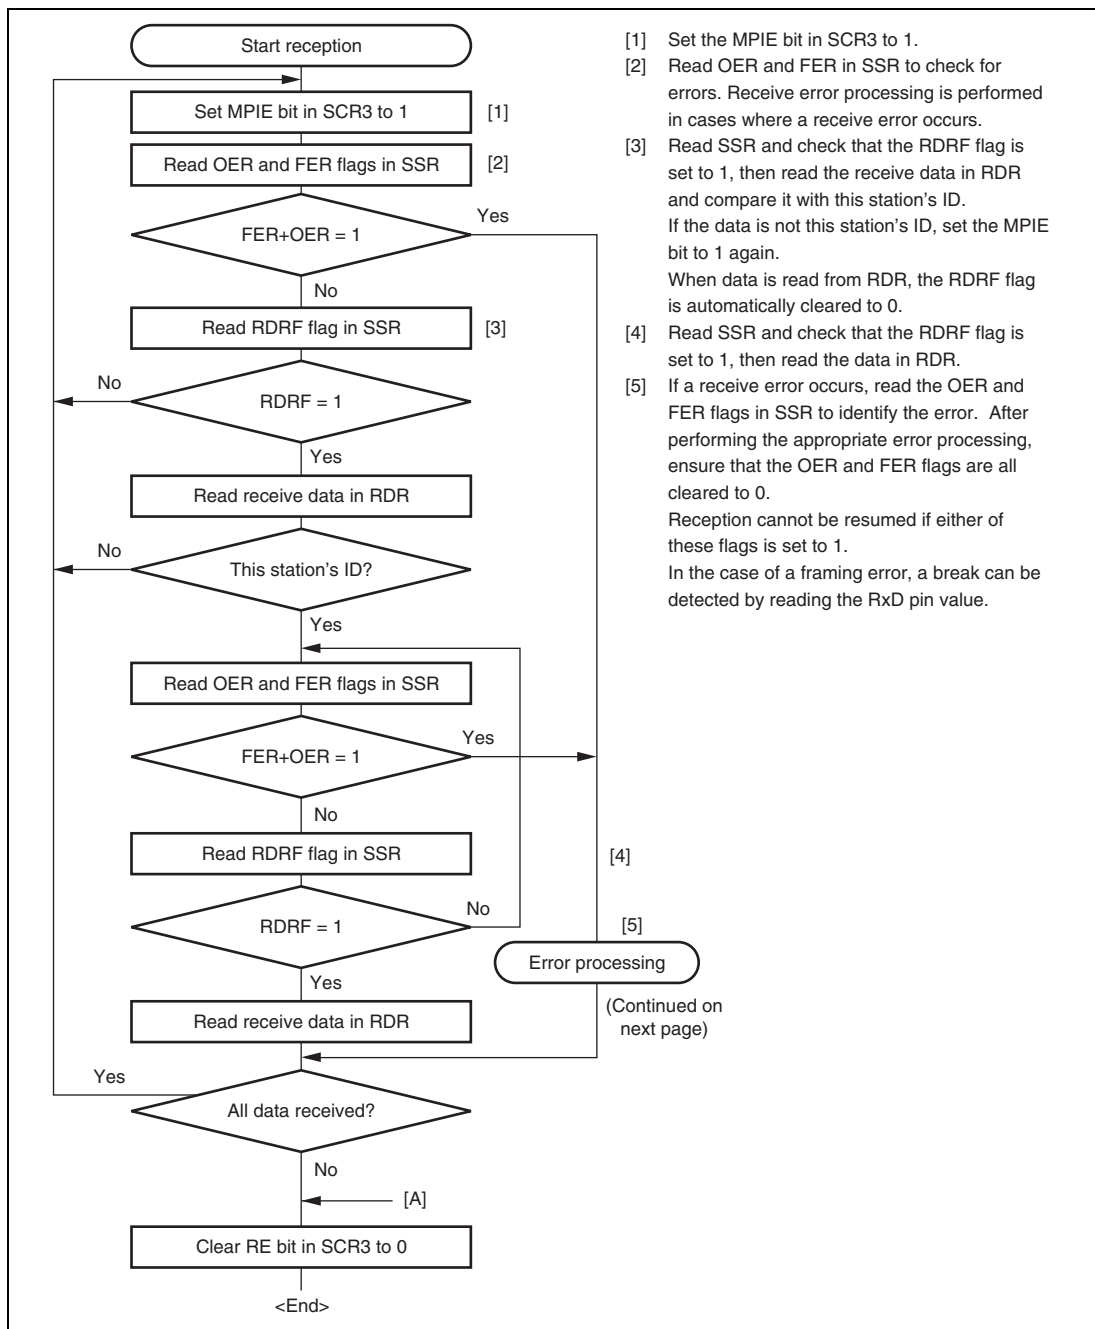 Start reception
Set MPIE bit in SCR3 to 1
[1]
Read OER and FER flags in SSR
[2]
Yes
FER+OER = 1
No
Read RDRF flag in SSR
[3]
No
RDRF = 1
Yes
Read receive data in RDR
No
This station's ID?
Yes
Read OER and FER flags in SSR
Yes
FER+OER = 1
No
Read RDRF flag in SSR
[4]
No
RDRF = 1
[5]
Error processing
Yes
(Continued on
next page)
Read receive data in RDR
Yes
All data received?
No
[A]
Clear RE bit in SCR3 to 0
<End>
[1] Set the MPIE bit in SCR3 to 1.
[2] Read OER and FER in SSR to check for
errors. Receive error processing is performed
in cases where a receive error occurs.
[3] Read SSR and check that the RDRF flag is
set to 1, then read the receive data in RDR
and compare it with this station's ID.
If the data is not this station's ID, set the MPIE
bit to 1 again.
When data is read from RDR, the RDRF flag
is automatically cleared to 0.
[4] Read SSR and check that the RDRF flag is
set to 1, then read the data in RDR.
[5] If a receive error occurs, read the OER and
FER flags in SSR to identify the error. After
performing the appropriate error processing,
ensure that the OER and FER flags are all
cleared to 0.
Reception cannot be resumed if either of
these flags is set to 1.
In the case of a framing error, a break can be
detected by reading the RxD pin value.